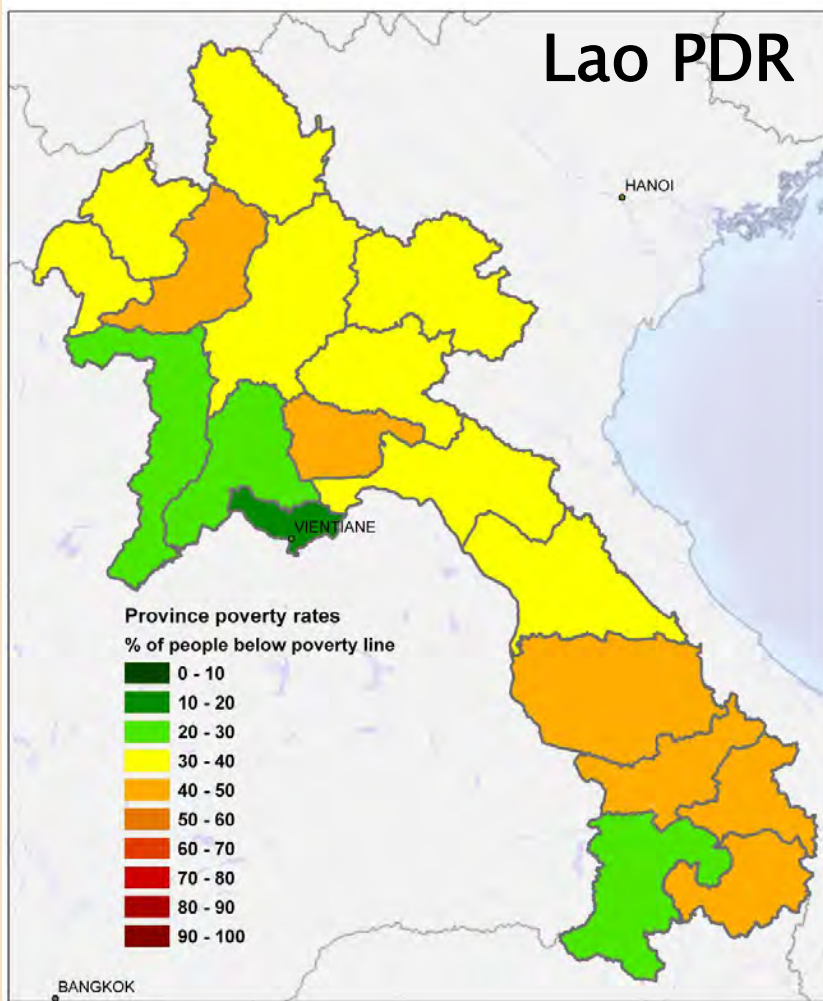 Lao PDR
HANOI
VIENTIANE
Province poverty rates
% of people below poverty line
0 - 10
10 - 20
20 - 30
30 - 40
40 - 50
50 - 60
60 - 70
70 - 80
80 - 90
90 - 100
BANGKOK